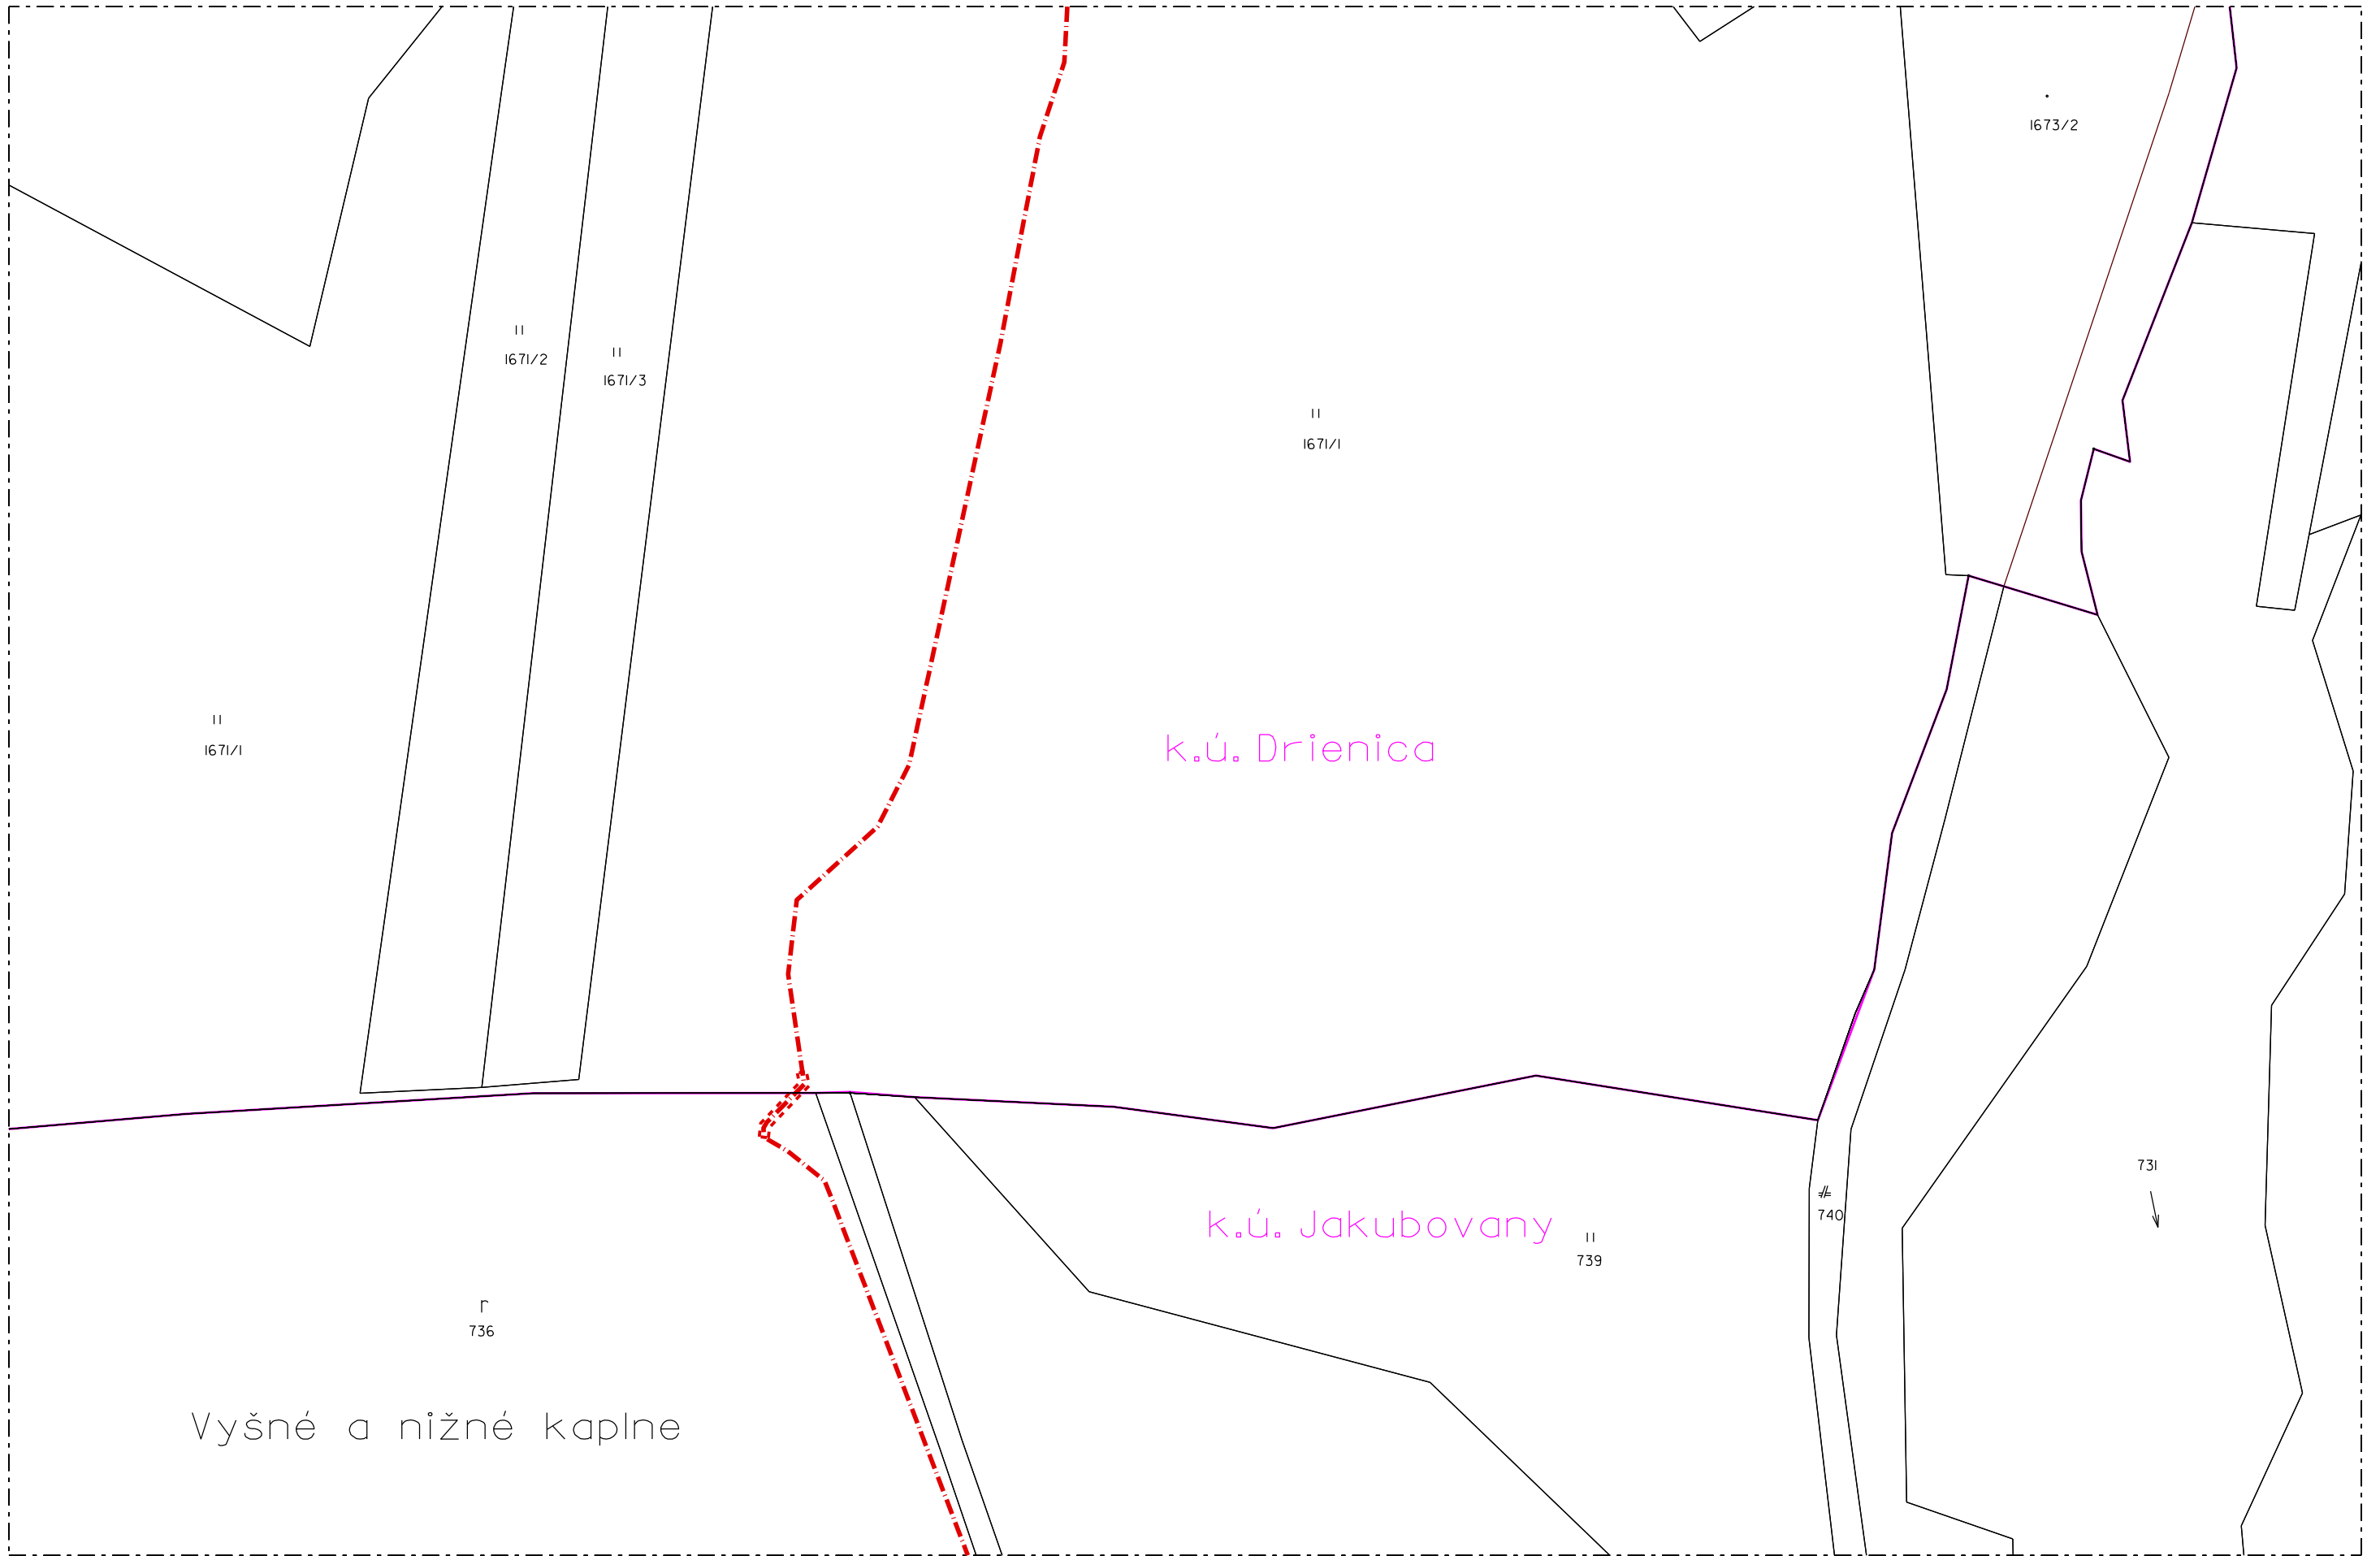 1673/2
1671/2
1671/3
1671/1
1671/1
k.ú. Drienica
731
740
k.ú. Jakubovany
739
r
736
Vyšné a nižné kaplne